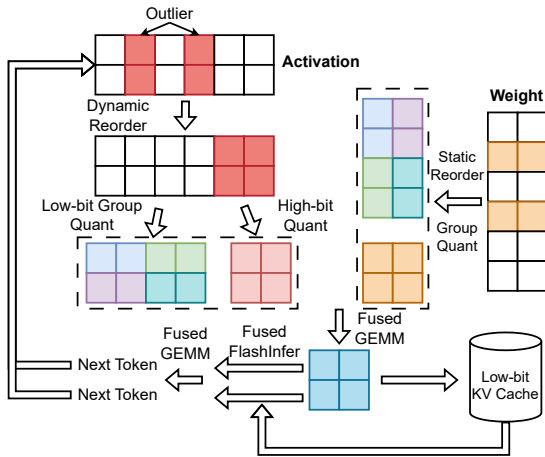 Outlier
Activation
Dynamic
Reorder
Weight
Static
Reorder
Group
Quant
Low-bit Group
Quant
High-bit
Quant
Fused
GEMM
Fused
GEMM
Fused
FlashInfer
Next Token
Next Token
Low-bit
KV Cache